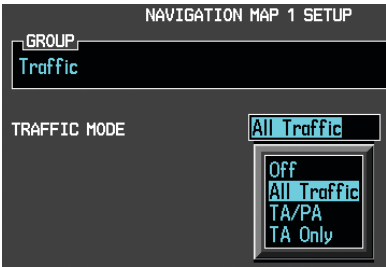 NAVIGATION MAP 1 SETUP
GROUP
Traffic
TRAFFIC MODE
All Traffic
Off
All Traffic
TA/PA
TA Only